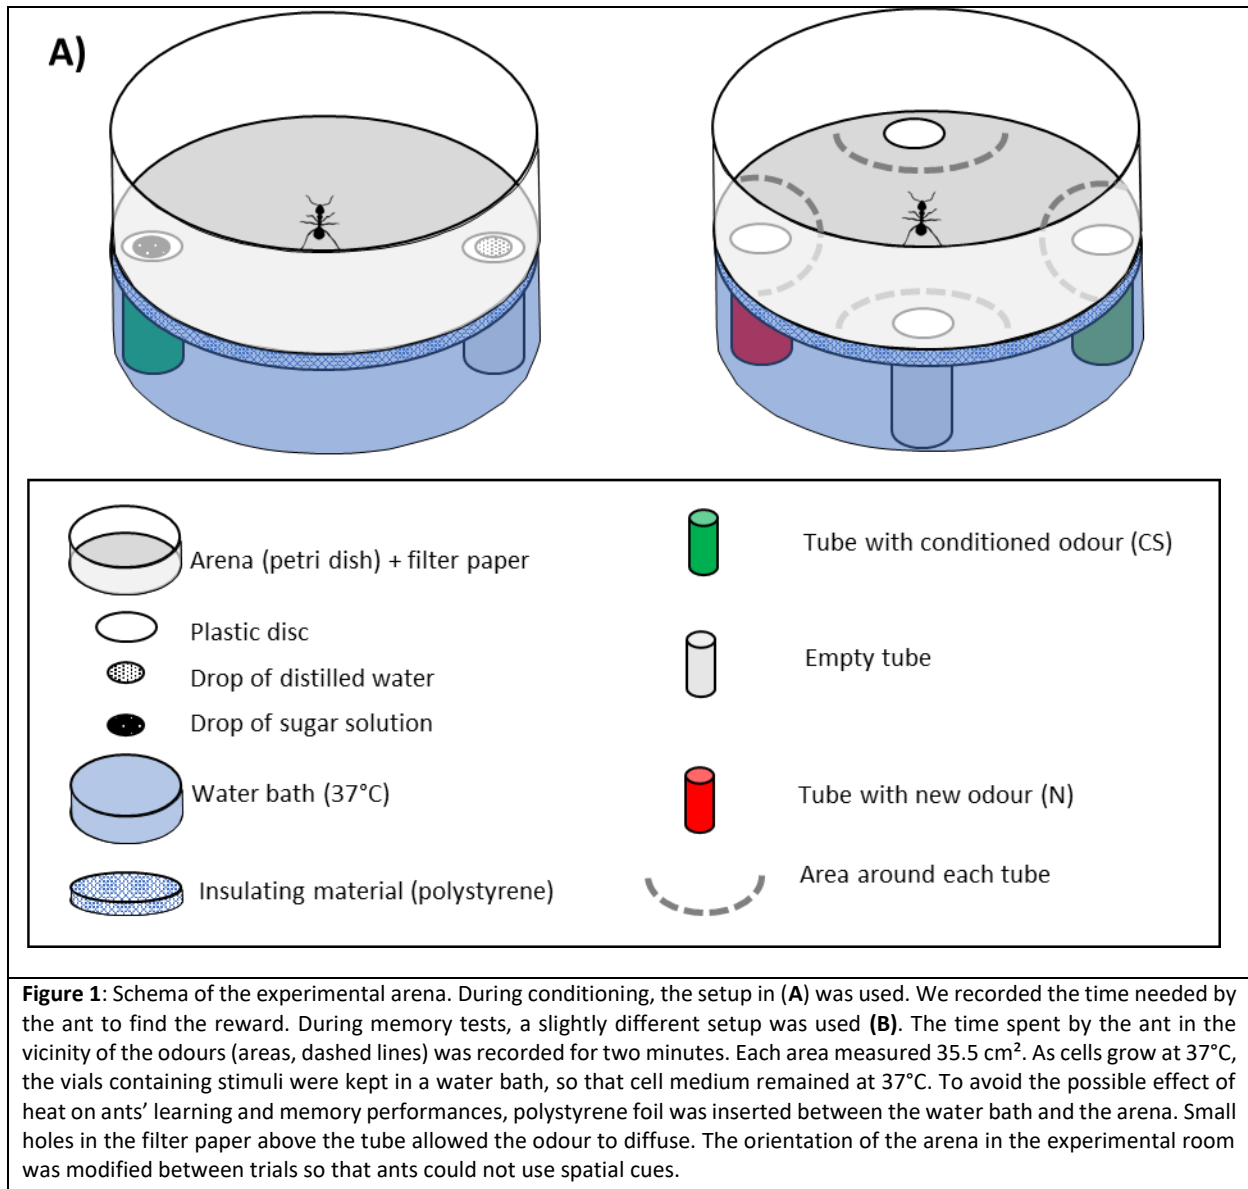 A)
Arena (petri dish) + filter paper
Plastic disc
Drop of distilled water
Drop of sugar solution
Water bath (37°C)
Insulating material (polystyrene)
Tube with conditioned odour (CS)
Empty tube
Tube with new odour (N)
Area around each tube
Figure 1: Schema of the experimental arena. During conditioning, the setup in (A) was used. We recorded the time needed by
the ant to find the reward. During memory tests, a slightly different setup was used (B). The time spent by the ant in the
vicinity of the odours (areas, dashed lines) was recorded for two minutes. Each area measured 35.5 cm². As cells grow at 37°C,
the vials containing stimuli were kept in a water bath, so that cell medium remained at 37°C. To avoid the possible effect of
heat on ants’ learning and memory performances, polystyrene foil was inserted between the water bath and the arena. Small
holes in the filter paper above the tube allowed the odour to diffuse. The orientation of the arena in the experimental room
was modified between trials so that ants could not use spatial cues.